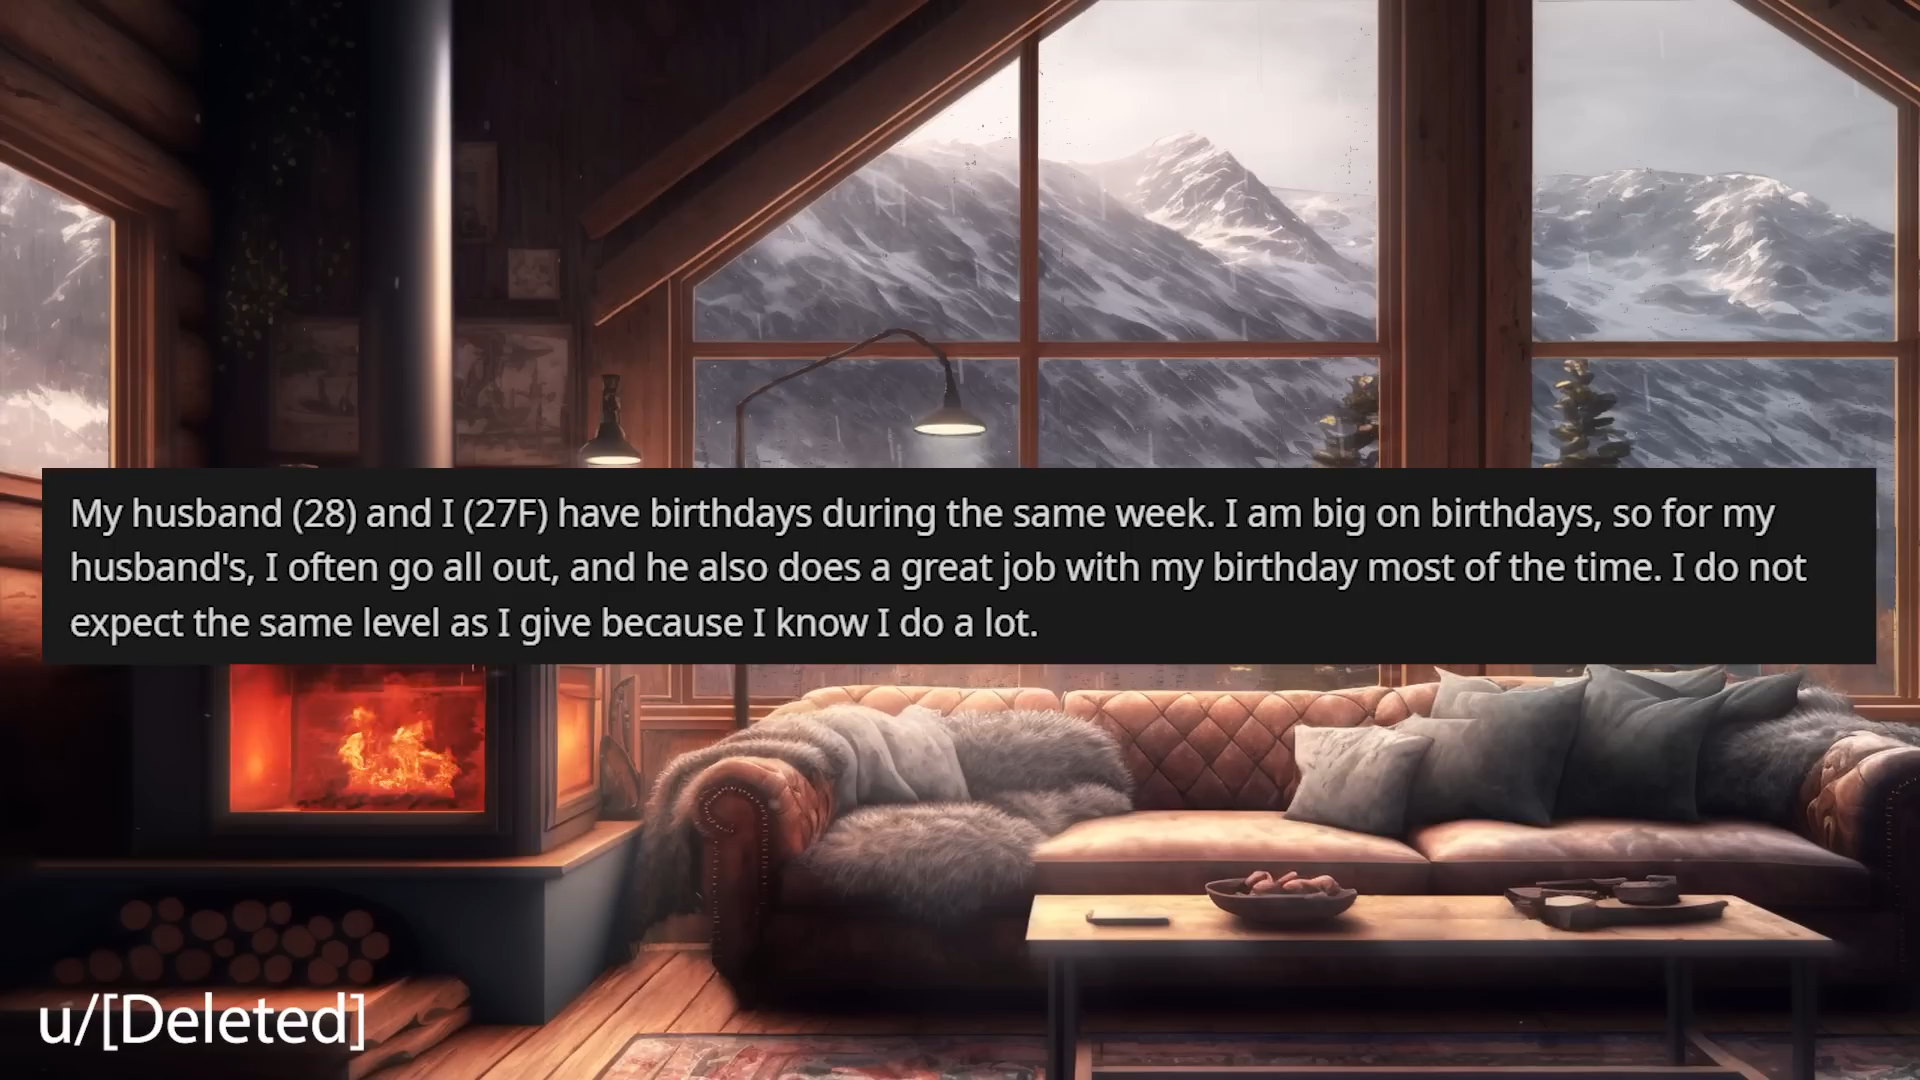 My husband (28) and I (27F) have birthdays during the same week. I am big on birthdays, so for my
husband's, I often go all out, and he also does a great job with my birthday most of the time. I do not
expect the same level as I give because I know I do a lot.
u/[Deleted]